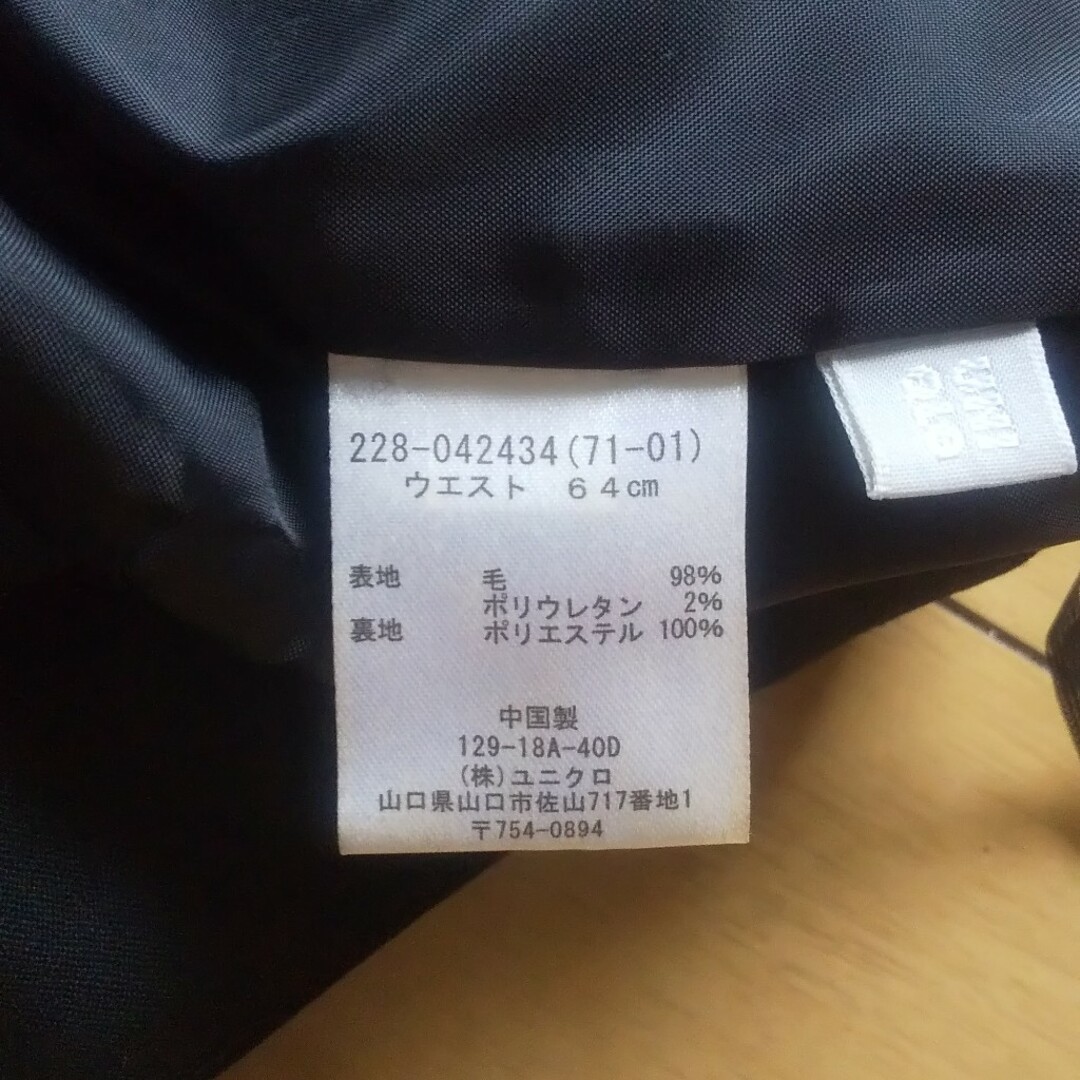 228-042434(71-01)
ウエスト 64cm
表地 毛 98%
ポリウレタン 2%
裏地 ポリエステル 100%
中国製
129-18A-40D
(株)ユニクロ
山口県山口市佐山717番地1
〒754-0894